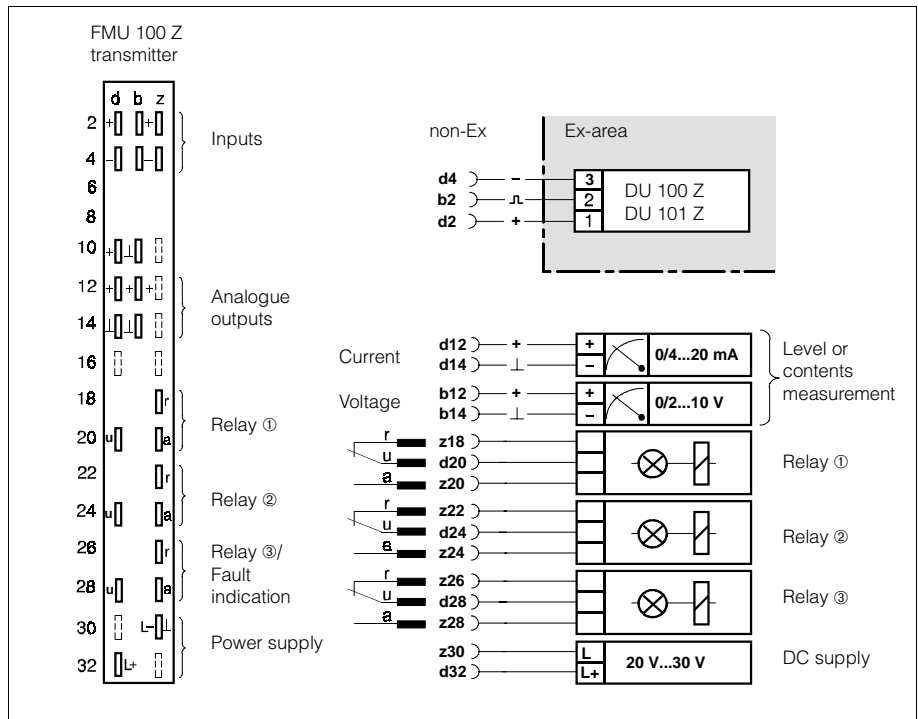 FMU 100 Z
transmitter
d b z
2 + +
Inputs
4 – –
6
8
10 + ⊥
12 + + +
Analogue
outputs
14 ⊥ ⊥
16
18 r
Relay ①
20 u a
22 r
Relay ②
24 u a
26 r
Relay ③/
Fault
indication
28 u a
30 L– ⊥
Power supply
32 L+
non-Ex
Ex-area
d4 – 3
b2 ⎍ 2
d2 + 1
DU 100 Z
DU 101 Z
Current
d12 + +
d14 ⊥ –
0/4...20 mA
Voltage
b12 + +
b14 ⊥ –
0/2...10 V
Level or
contents
measurement
r z18
u d20
a z20
Relay ①
r z22
u d24
a z24
Relay ②
r z26
u d28
a z28
Relay ③
z30 L
d32 L+
20 V...30 V
DC supply